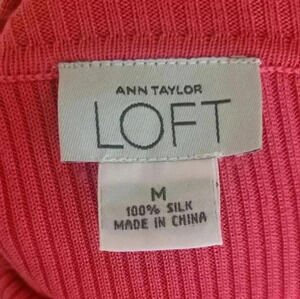 ANN TAYLOR
LOFT
M
100% SILK
MADE IN CHINA